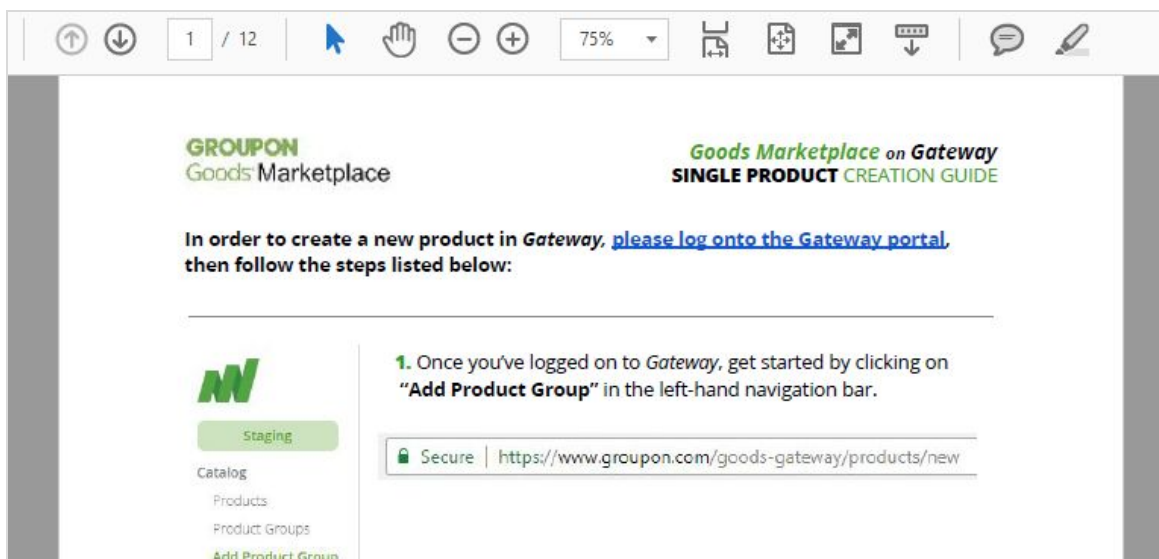 1 / 12 75%
GROUPON
Goods Marketplace
Goods Marketplace on Gateway
SINGLE PRODUCT CREATION GUIDE
In order to create a new product in Gateway, please log onto the Gateway portal,
then follow the steps listed below:
1. Once you've logged on to Gateway, get started by clicking on
“Add Product Group” in the left-hand navigation bar.
Staging
Secure | https://www.groupon.com/goods-gateway/products/new
Catalog
Products
Product Groups
Add Product Group